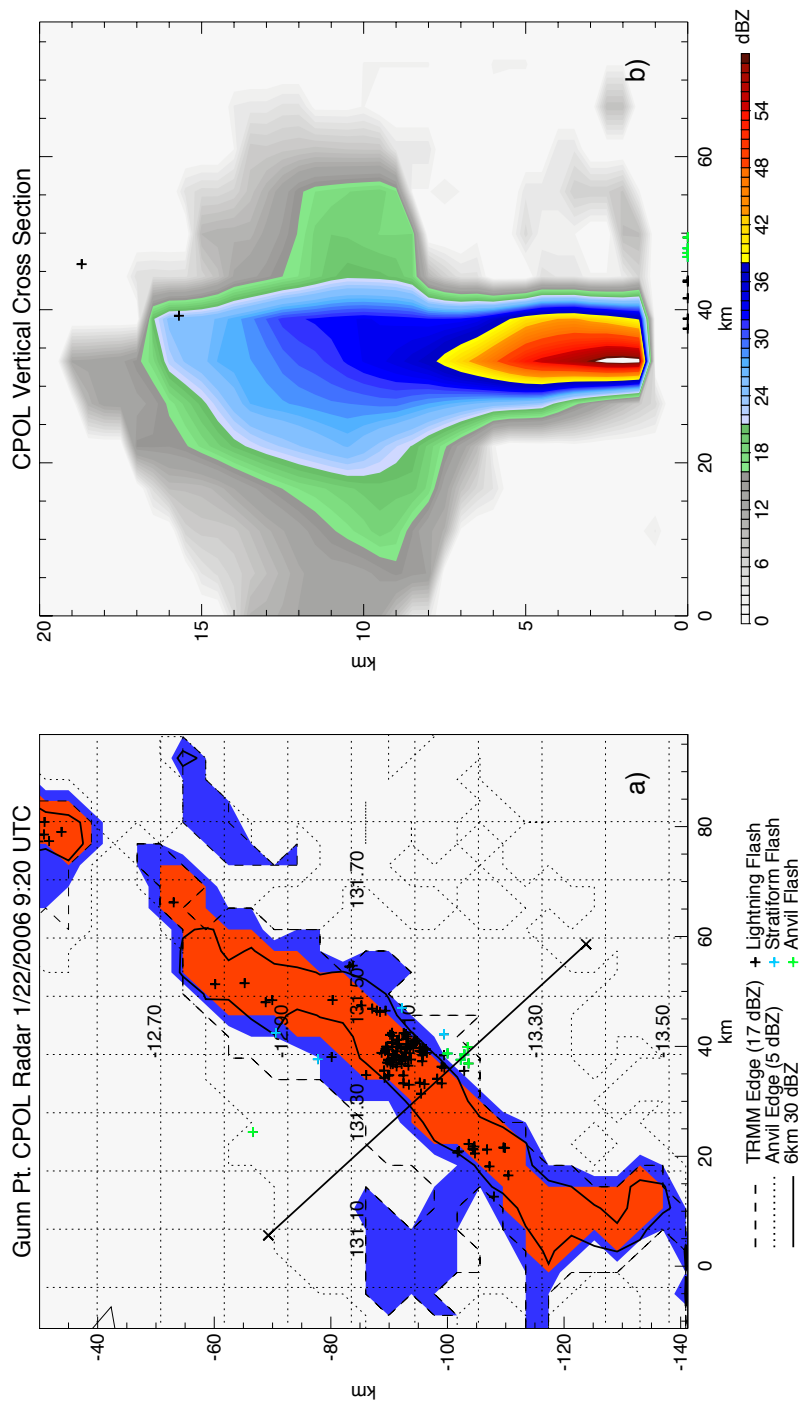 Gunn Pt. CPOL Radar 1/22/2006 9:20 UTC
-40
-60
-80
-100
-120
-140
km
0
20
40
60
80
km
-12.70
-12.90
.10
-13.30
-13.50
131.10
131.30
131.50
131.70
a)
TRMM Edge (17 dBZ)
Anvil Edge (5 dBZ)
6km 30 dBZ
Lightning Flash
Stratiform Flash
Anvil Flash
CPOL Vertical Cross Section
20
15
10
5
0
km
0
20
40
60
km
b)
0
6
12
18
24
30
36
42
48
54
dBZ